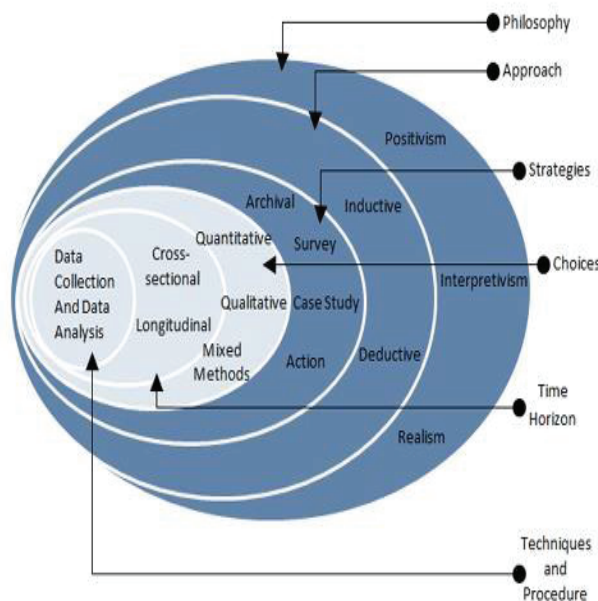 Philosophy
Approach
Positivism
Strategies
Archival
Inductive
Quantitative
Survey
Data
Collection
And Data
Analysis
Cross-
sectional
Choices
Interpretivism
Qualitative
Case Study
Longitudinal
Mixed
Methods
Action
Deductive
Time
Horizon
Realism
Techniques
and
Procedure